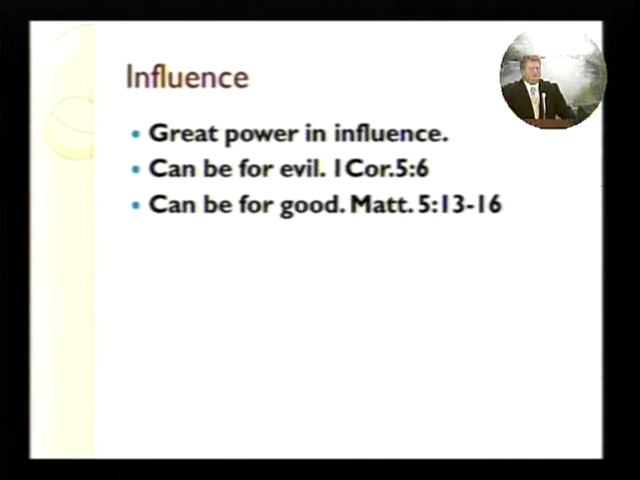 Influence
Great power in influence.
Can be for evil. 1Cor.5:6
Can be for good. Matt. 5:13-16